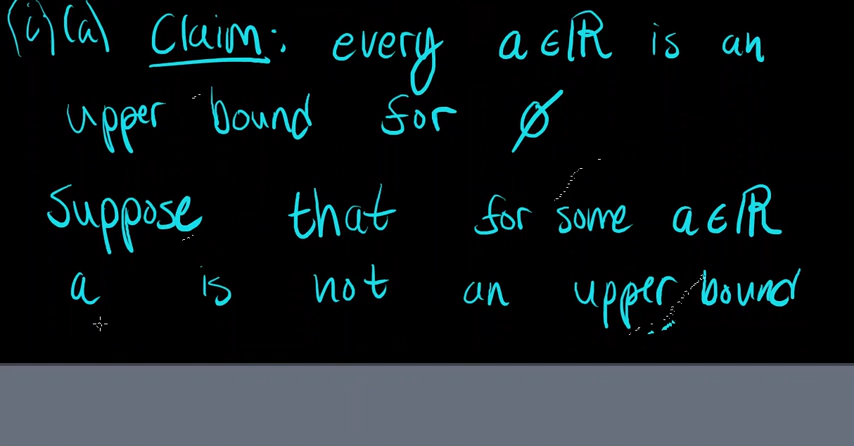 (i)(a) Claim: every a ∈ ℝ is an
upper bound for ∅
Suppose that for some a ∈ ℝ
a is not an upper bound